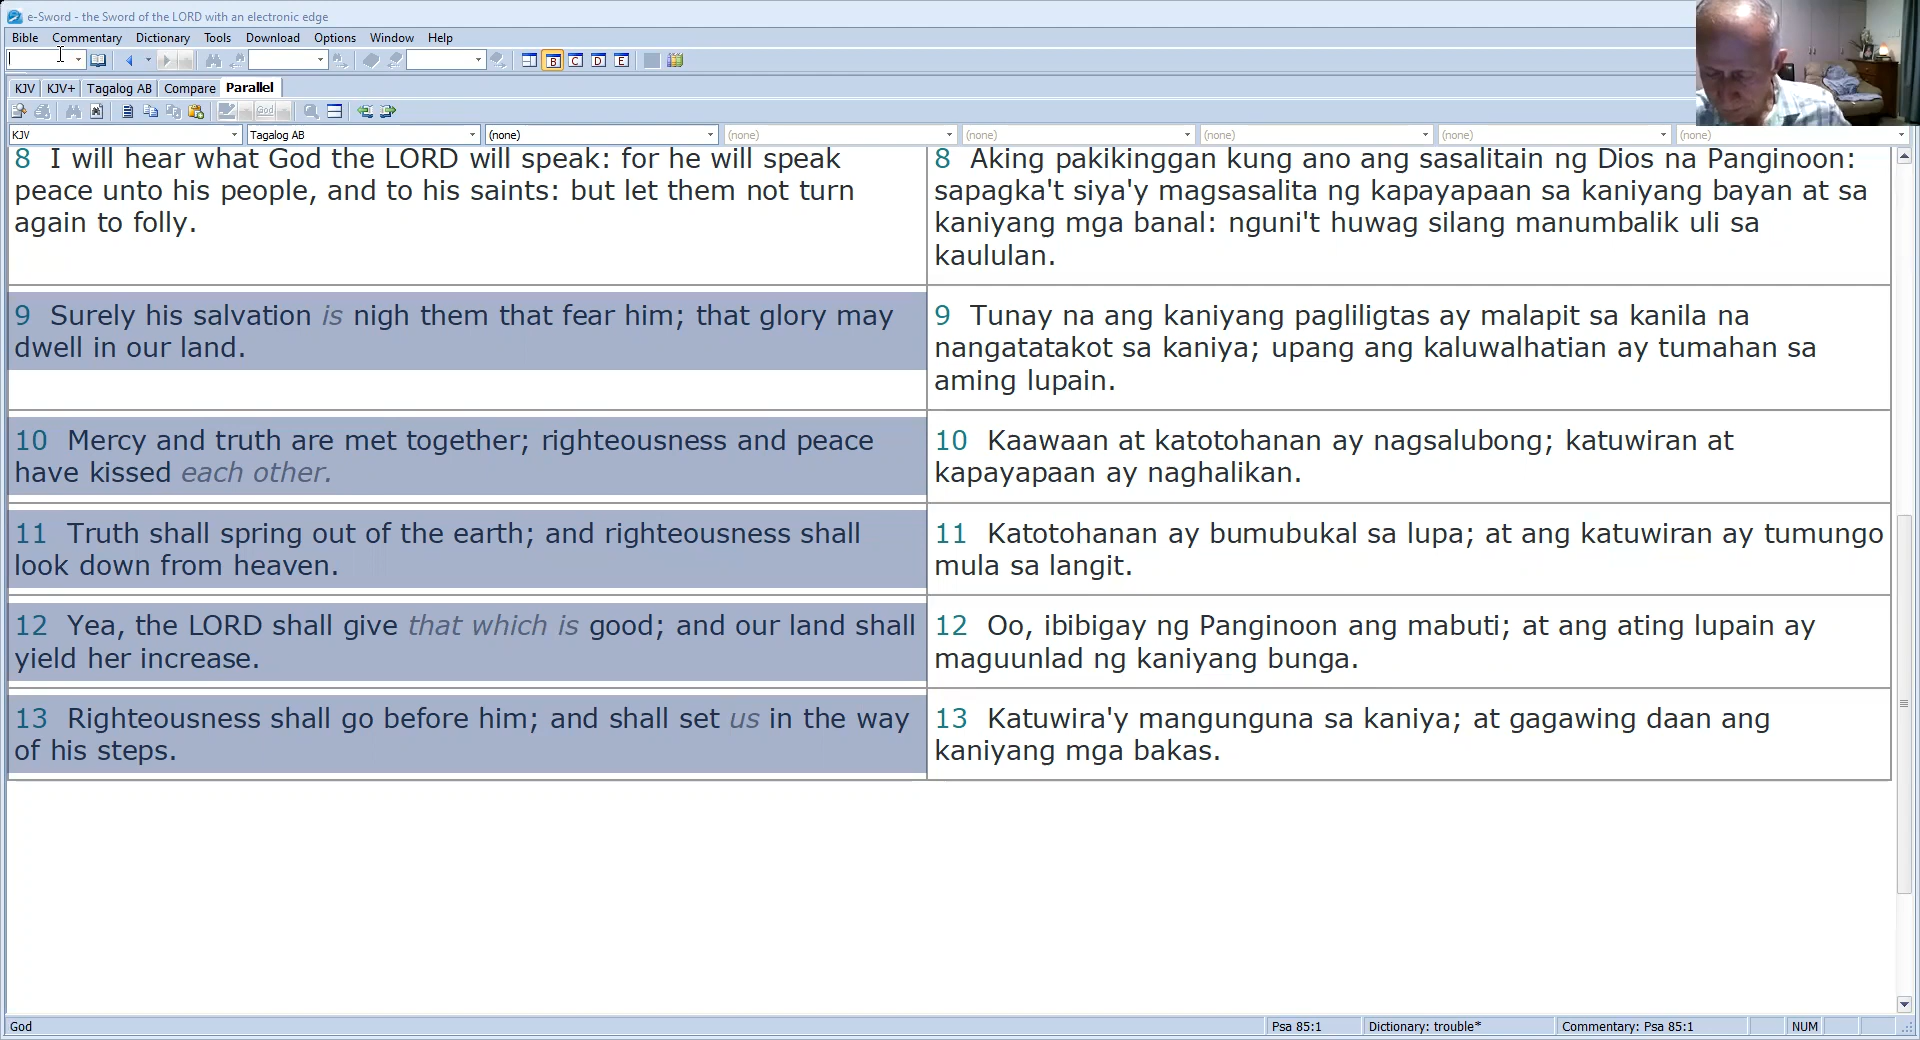 e-Sword - the Sword of the LORD with an electronic edge
Bible Commentary Dictionary Tools Download Options Window Help
B C D E
KJV KJV+ Tagalog AB Compare Parallel
God
KJV Tagalog AB (none) (none) (none) (none) (none) (none)
8 I will hear what God the LORD will speak: for he will speak
peace unto his people, and to his saints: but let them not turn
again to folly.
8 Aking pakikinggan kung ano ang sasalitain ng Dios na Panginoon:
sapagka't siya'y magsasalita ng kapayapaan sa kaniyang bayan at sa
kaniyang mga banal: nguni't huwag silang manumbalik uli sa
kaululan.
9 Surely his salvation is nigh them that fear him; that glory may
dwell in our land.
9 Tunay na ang kaniyang pagliligtas ay malapit sa kanila na
nangatatakot sa kaniya; upang ang kaluwalhatian ay tumahan sa
aming lupain.
10 Mercy and truth are met together; righteousness and peace
have kissed each other.
10 Kaawaan at katotohanan ay nagsalubong; katuwiran at
kapayapaan ay naghalikan.
11 Truth shall spring out of the earth; and righteousness shall
look down from heaven.
11 Katotohanan ay bumubukal sa lupa; at ang katuwiran ay tumungo
mula sa langit.
12 Yea, the LORD shall give that which is good; and our land shall
yield her increase.
12 Oo, ibibigay ng Panginoon ang mabuti; at ang ating lupain ay
maguunlad ng kaniyang bunga.
13 Righteousness shall go before him; and shall set us in the way
of his steps.
13 Katuwira'y mangunguna sa kaniya; at gagawing daan ang
kaniyang mga bakas.
God Psa 85:1 Dictionary: trouble* Commentary: Psa 85:1 NUM